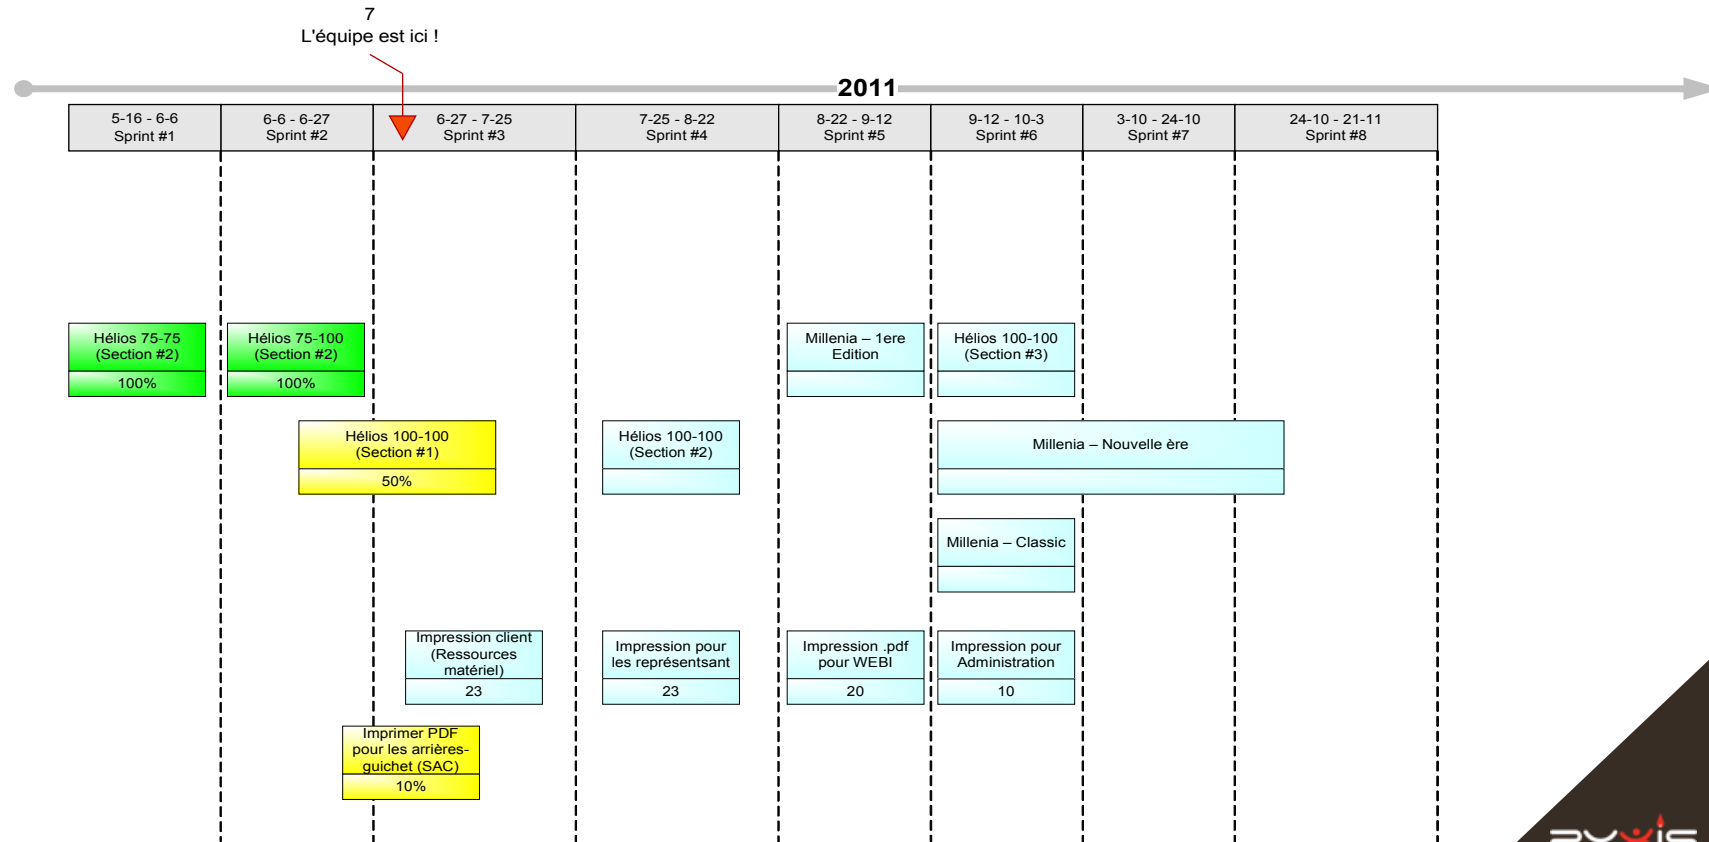 7
L'équipe est ici !
2011
5-16 - 6-6
Sprint #1
6-6 - 6-27
Sprint #2
6-27 - 7-25
Sprint #3
7-25 - 8-22
Sprint #4
8-22 - 9-12
Sprint #5
9-12 - 10-3
Sprint #6
3-10 - 24-10
Sprint #7
24-10 - 21-11
Sprint #8
Hélios 75-75
(Section #2)
100%
Hélios 75-100
(Section #2)
100%
Millenia – 1ere
Edition
Hélios 100-100
(Section #3)
Hélios 100-100
(Section #1)
50%
Hélios 100-100
(Section #2)
Millenia – Nouvelle ère
Millenia – Classic
Impression client
(Ressources
matériel)
23
Impression pour
les représentsant
23
Impression .pdf
pour WEBI
20
Impression pour
Administration
10
Imprimer PDF
pour les arrières-
guichet (SAC)
10%